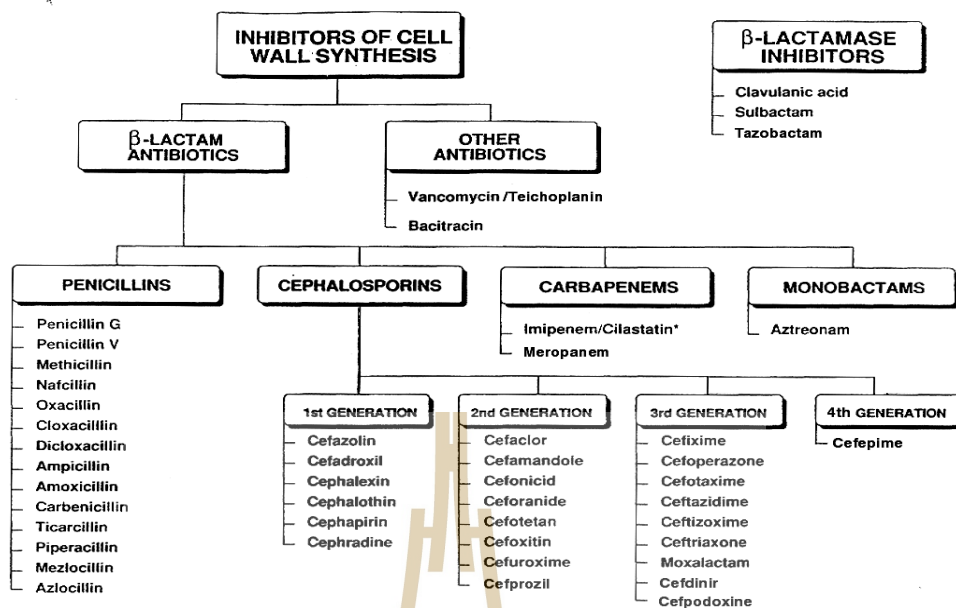 INHIBITORS OF CELL
WALL SYNTHESIS
β-LACTAMASE
INHIBITORS
Clavulanic acid
Sulbactam
Tazobactam
β-LACTAM
ANTIBIOTICS
OTHER
ANTIBIOTICS
Vancomycin/Teichoplanin
Bacitracin
PENICILLINS
Penicillin G
Penicillin V
Methicillin
Nafcillin
Oxacillin
Cloxacilllin
Dicloxacillin
Ampicillin
Amoxicillin
Carbenicillin
Ticarcillin
Piperacillin
Mezlocillin
Azlocillin
CEPHALOSPORINS
CARBAPENEMS
Imipenem/Cilastatin*
Meropanem
MONOBACTAMS
Aztreonam
1st GENERATION
Cefazolin
Cefadroxil
Cephalexin
Cephalothin
Cephapirin
Cephradine
2nd GENERATION
Cefaclor
Cefamandole
Cefonicid
Ceforanide
Cefotetan
Cefoxitin
Cefuroxime
Cefprozil
3rd GENERATION
Cefixime
Cefoperazone
Cefotaxime
Ceftazidime
Ceftizoxime
Ceftriaxone
Moxalactam
Cefdinir
Cefpodoxine
4th GENERATION
Cefepime